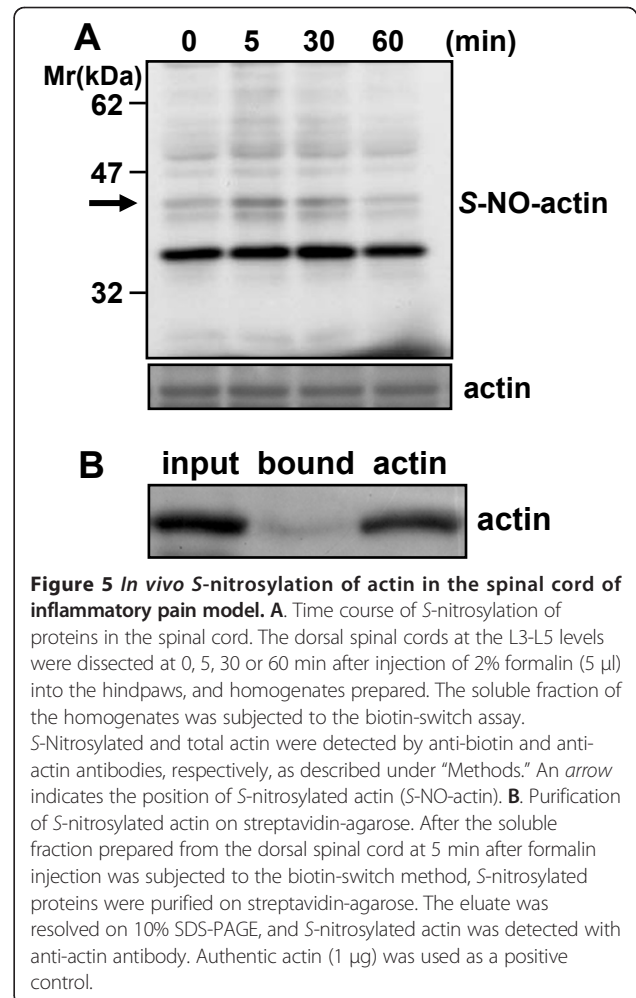 A
0 5 30 60 (min)
Mr(kDa)
62
47
S-NO-actin
32
actin
B
input bound actin
actin
Figure 5 In vivo S-nitrosylation of actin in the spinal cord of
inflammatory pain model. A. Time course of S-nitrosylation of
proteins in the spinal cord. The dorsal spinal cords at the L3-L5 levels
were dissected at 0, 5, 30 or 60 min after injection of 2% formalin (5 μl)
into the hindpaws, and homogenates prepared. The soluble fraction of
the homogenates was subjected to the biotin-switch assay.
S-Nitrosylated and total actin were detected by anti-biotin and anti-
actin antibodies, respectively, as described under “Methods.” An arrow
indicates the position of S-nitrosylated actin (S-NO-actin). B. Purification
of S-nitrosylated actin on streptavidin-agarose. After the soluble
fraction prepared from the dorsal spinal cord at 5 min after formalin
injection was subjected to the biotin-switch method, S-nitrosylated
proteins were purified on streptavidin-agarose. The eluate was
resolved on 10% SDS-PAGE, and S-nitrosylated actin was detected with
anti-actin antibody. Authentic actin (1 μg) was used as a positive
control.